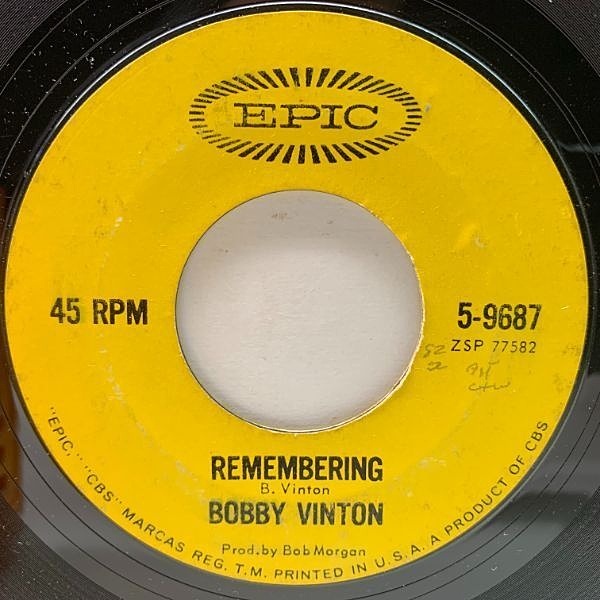 EPIC
45 RPM
5-9687
ZSP 77582
REMEMBERING
B. Vinton
BOBBY VINTON
Prod. by Bob Morgan
"EPIC," "CBS" MARCAS REG. T.M. PRINTED IN U.S.A. A PRODUCT OF CBS